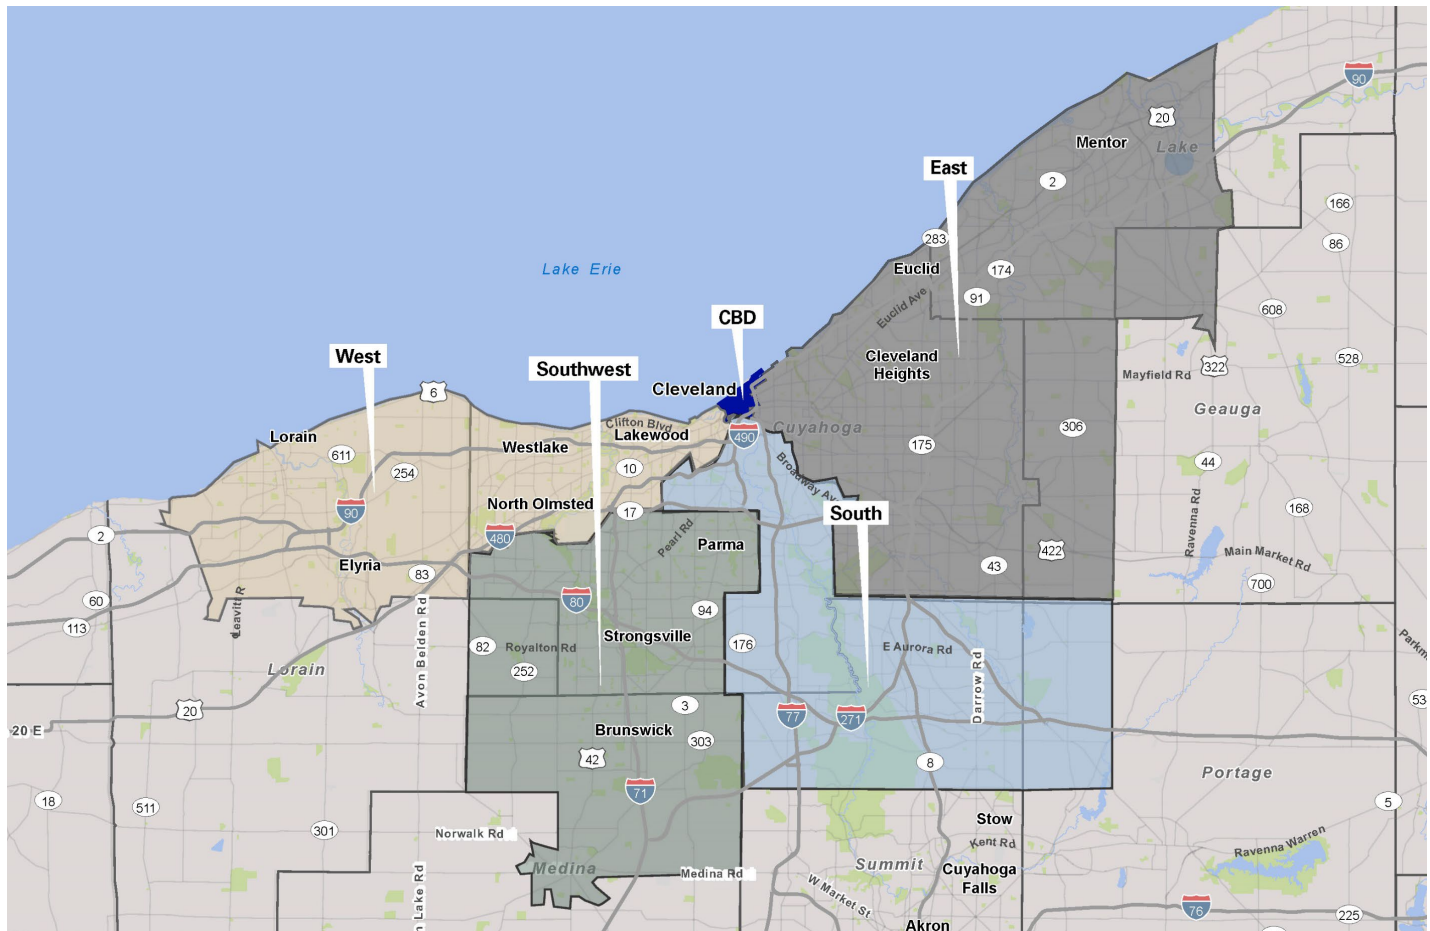 90
20
Mentor
Lake
East
2
166
283
86
Euclid
174
Lake Erie
91
Euclid Ave
608
CBD
West
Southwest
Cleveland
Heights
528
322
Mayfield Rd
6
Cleveland
Geauga
Lorain
Clifton Blvd
Lakewood
490
Cuyahoga
306
Westlake
175
611
254
10
44
Broadway Ave
90
North Olmsted
17
South
168
Ravenna Rd
2
480
Pearl Rd
Parma
422
Main Market Rd
Elyria
83
43
700
60
80
94
113
Leavitt R
Avon Belden Rd
82
Royalton Rd
Strongsville
176
E Aurora Rd
252
Lorain
Darrow Rd
Parkm
20
3
77
271
53
20 E
Brunswick
303
42
8
Portage
71
18
511
5
301
Norwalk Rd
Stow
Kent Rd
Ravenna Warren
Medina
Medina Rd
Summit
Cuyahoga
Falls
W Market St
n Lake Rd
76
225
Akron